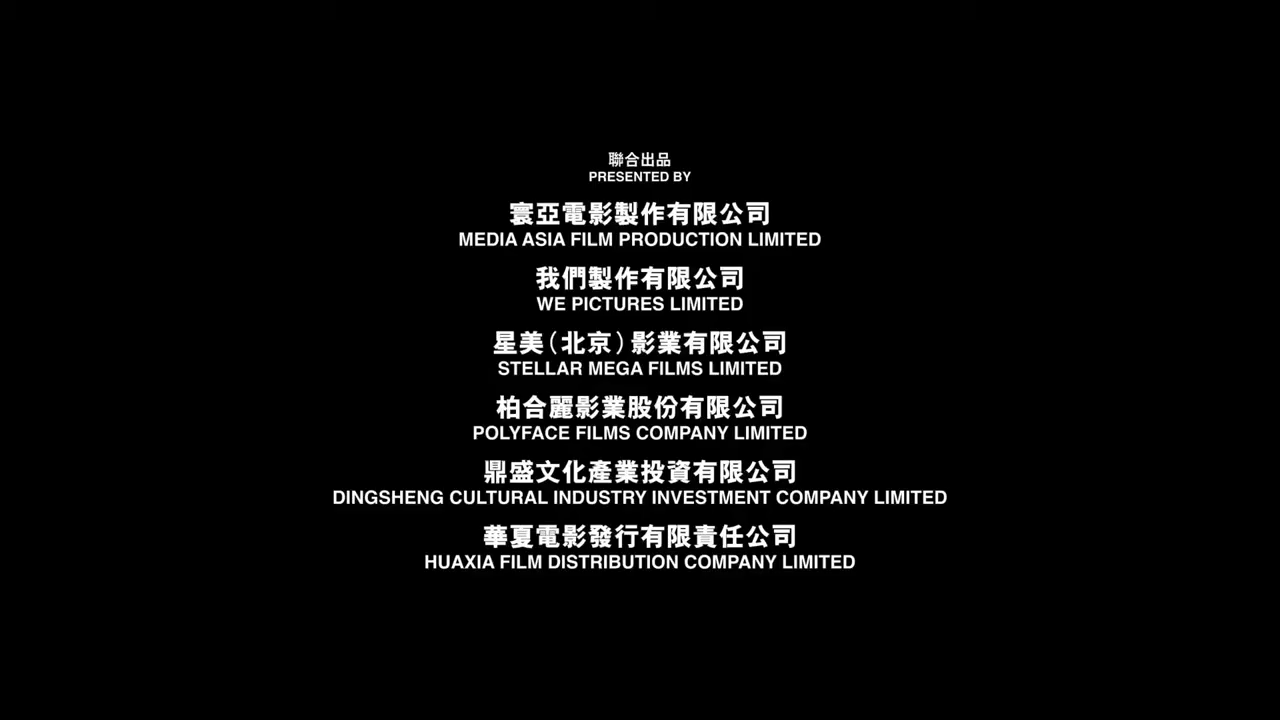 聯合出品
PRESENTED BY
寰亞電影製作有限公司
MEDIA ASIA FILM PRODUCTION LIMITED
我們製作有限公司
WE PICTURES LIMITED
星美(北京)影業有限公司
STELLAR MEGA FILMS LIMITED
柏合麗影業股份有限公司
POLYFACE FILMS COMPANY LIMITED
鼎盛文化產業投資有限公司
DINGSHENG CULTURAL INDUSTRY INVESTMENT COMPANY LIMITED
華夏電影發行有限責任公司
HUAXIA FILM DISTRIBUTION COMPANY LIMITED